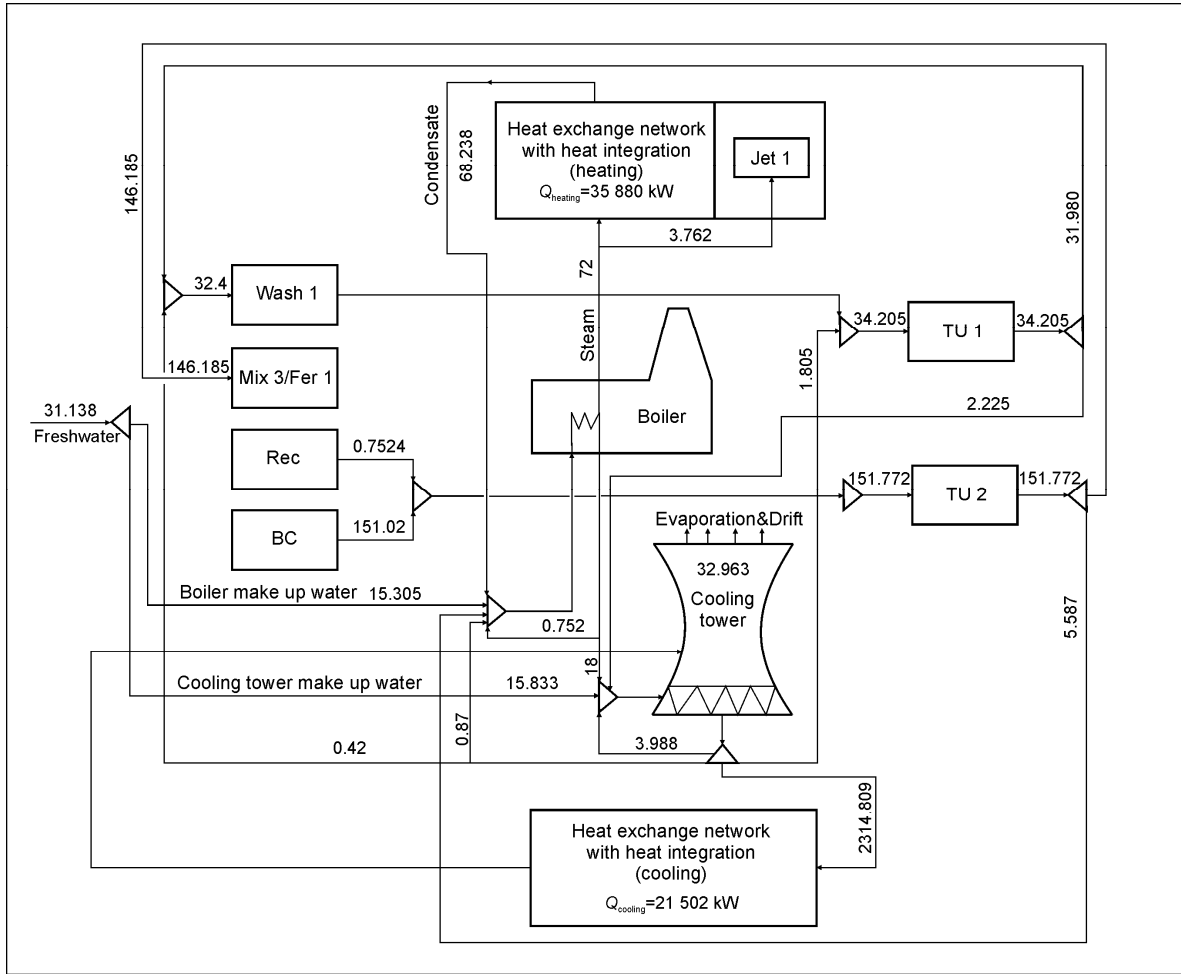 Condensate
68.238
Heat exchange network
with heat integration
(heating)
Qheating=35 880 kW
Jet 1
3.762
72
Steam
146.185
31.980
32.4
Wash 1
34.205
TU 1
34.205
1.805
2.225
146.185
Mix 3/Fer 1
31.138
Freshwater
Boiler
Rec
0.7524
BC
151.02
151.772
TU 2
151.772
Evaporation&Drift
32.963
Cooling
tower
Boiler make up water
15.305
0.752
18
5.587
Cooling tower make up water
15.833
0.87
0.42
3.988
2314.809
Heat exchange network
with heat integration
(cooling)
Qcooling=21 502 kW